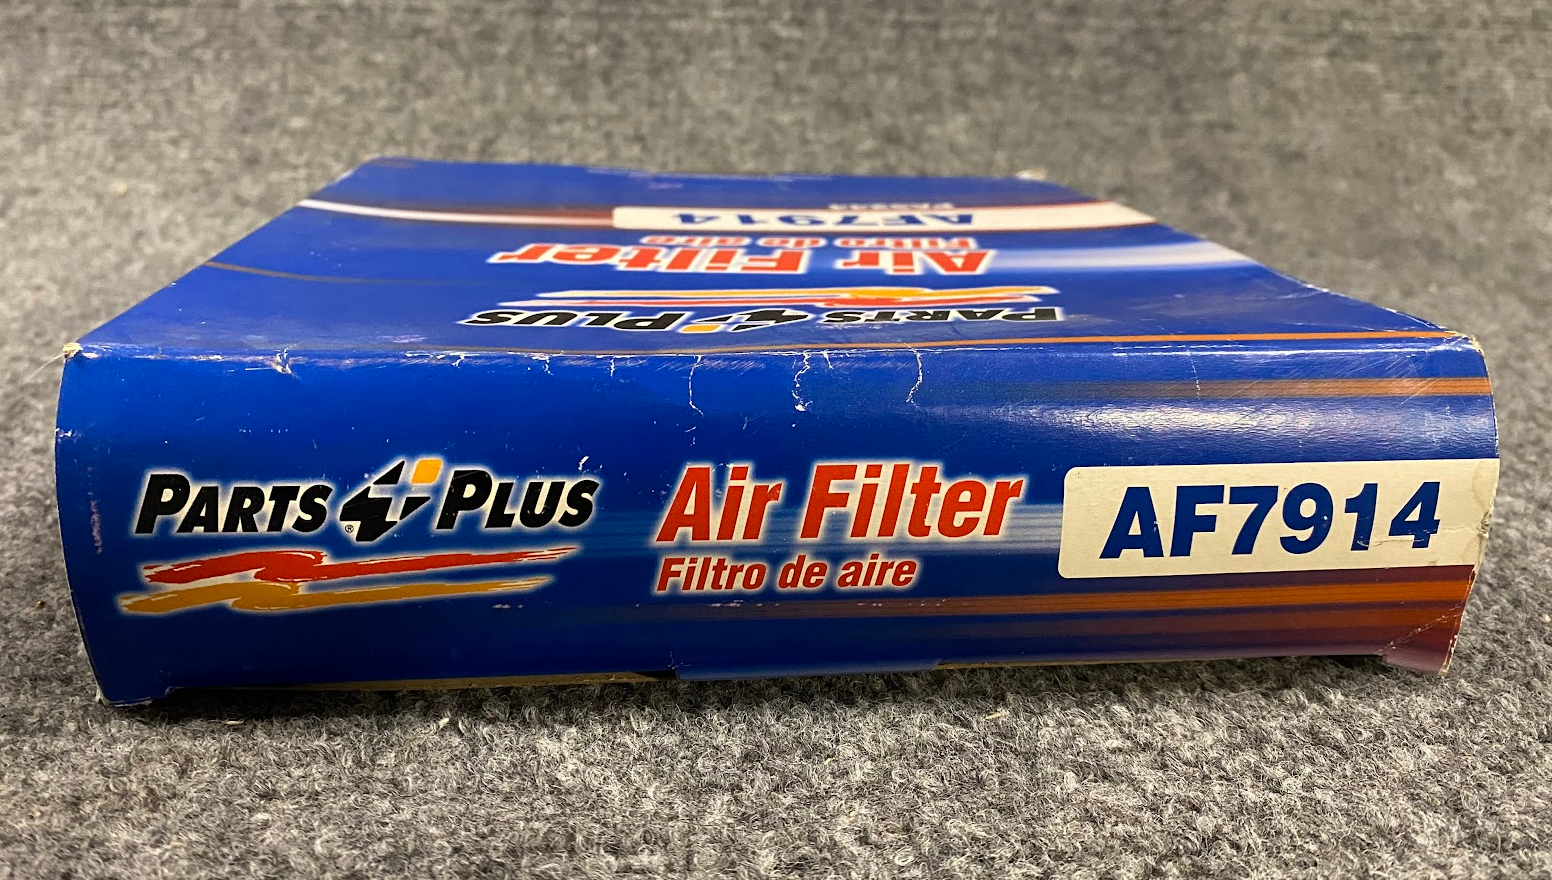 AF7914
Air Filter
Filtro de aire
PARTS PLUS
PARTS PLUS
®
Air Filter
Filtro de aire
AF7914